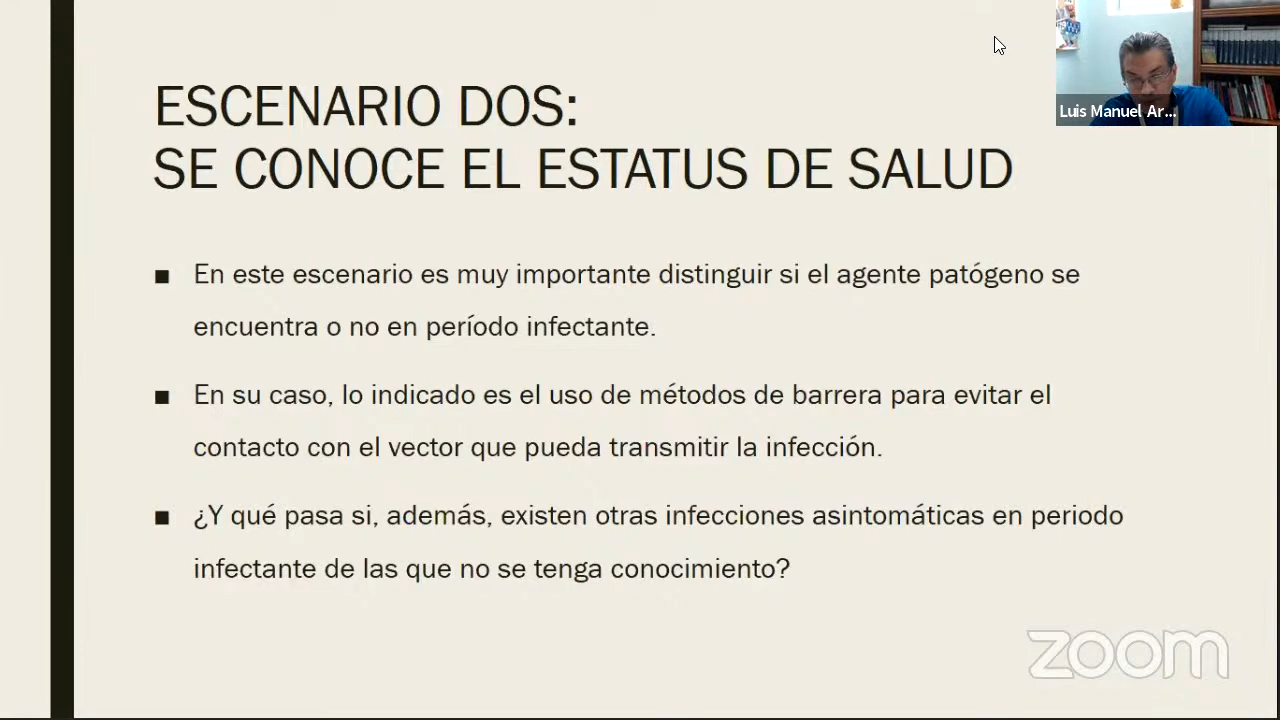 ESCENARIO DOS:
SE CONOCE EL ESTATUS DE SALUD
Luis Manuel Ar...
■ En este escenario es muy importante distinguir si el agente patógeno se
encuentra o no en período infectante.
■ En su caso, lo indicado es el uso de métodos de barrera para evitar el
contacto con el vector que pueda transmitir la infección.
■ ¿Y qué pasa si, además, existen otras infecciones asintomáticas en periodo
infectante de las que no se tenga conocimiento?
zoom